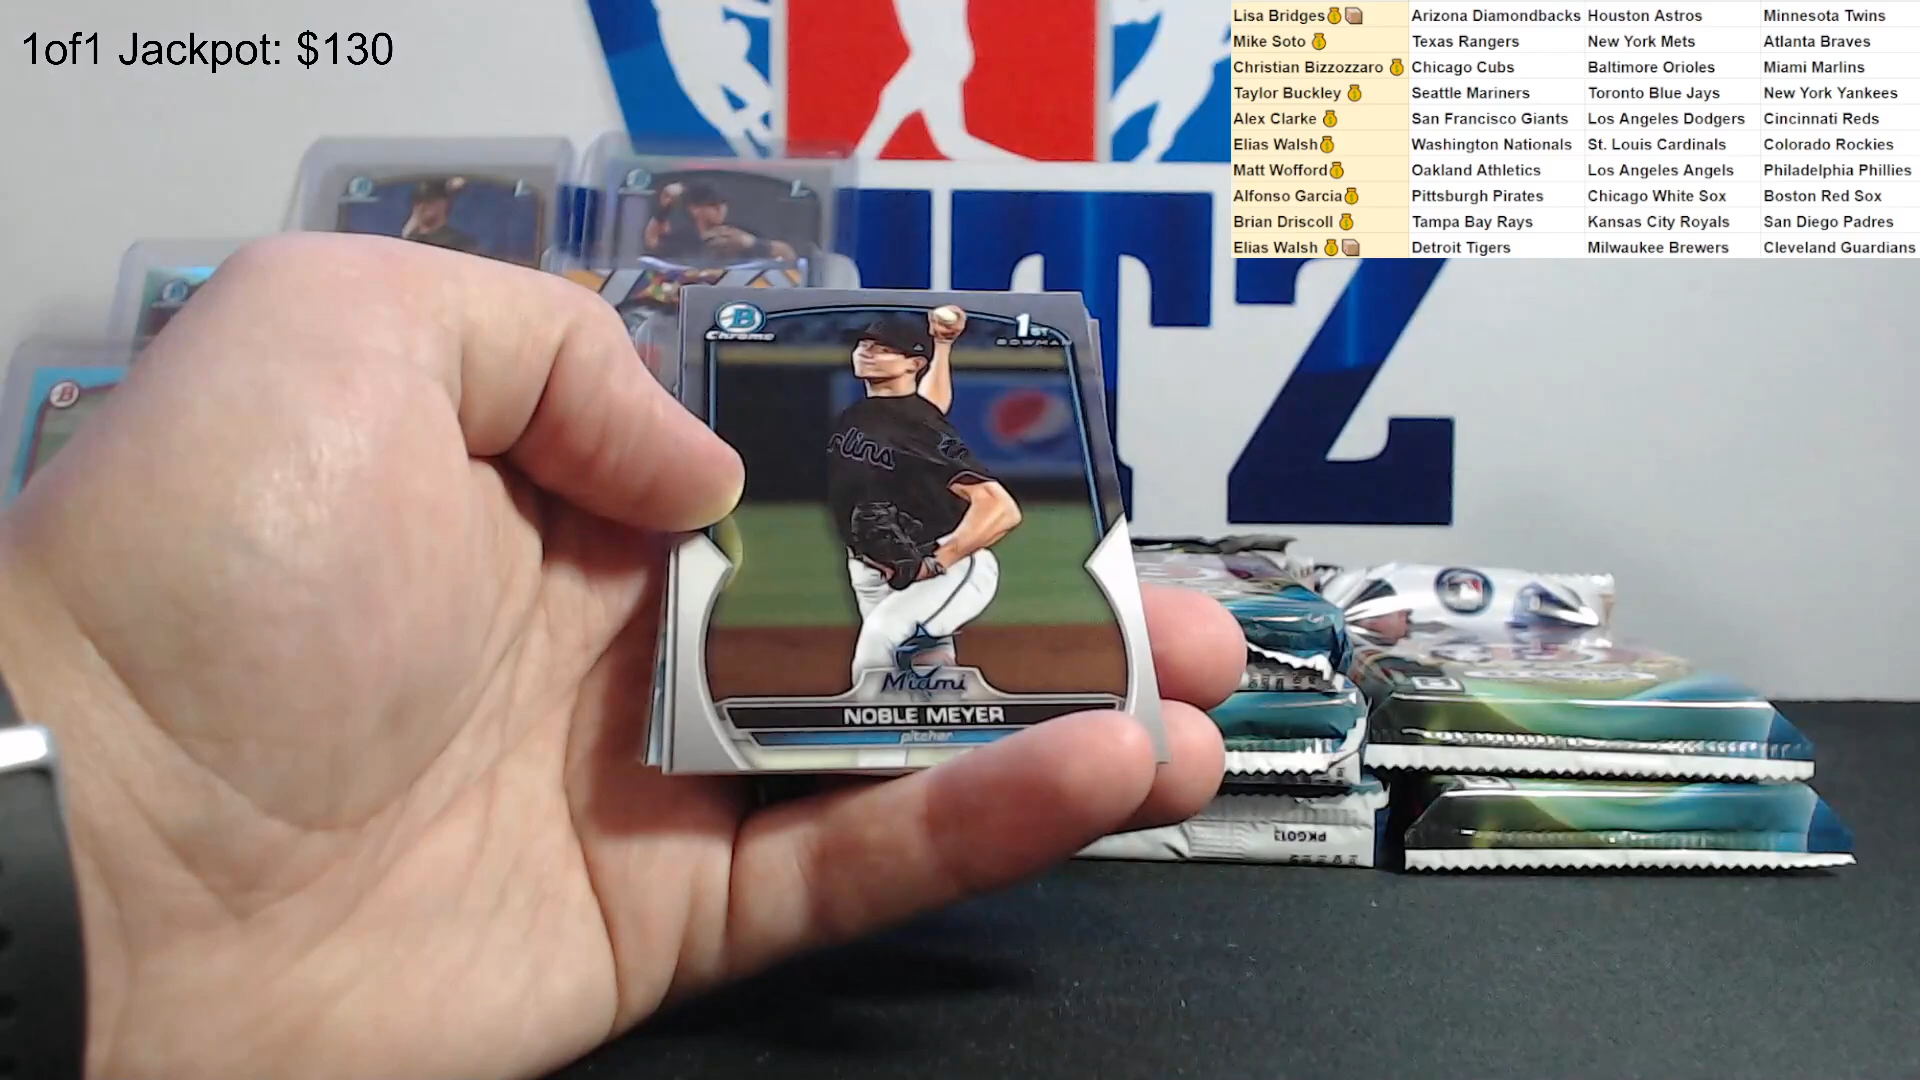 1of1 Jackpot: $130
Lisa Bridges Arizona Diamondbacks Houston Astros Minnesota Twins
Mike Soto Texas Rangers New York Mets Atlanta Braves
Christian Bizzozzaro Chicago Cubs Baltimore Orioles Miami Marlins
Taylor Buckley Seattle Mariners Toronto Blue Jays New York Yankees
Alex Clarke San Francisco Giants Los Angeles Dodgers Cincinnati Reds
Elias Walsh Washington Nationals St. Louis Cardinals Colorado Rockies
Matt Wofford Oakland Athletics Los Angeles Angels Philadelphia Phillies
Alfonso Garcia Pittsburgh Pirates Chicago White Sox Boston Red Sox
Brian Driscoll Tampa Bay Rays Kansas City Royals San Diego Padres
Elias Walsh Detroit Tigers Milwaukee Brewers Cleveland Guardians
TZ
B
Chrome
1ST
BOWMAN
rlins
Miami
NOBLE MEYER
pitcher
PKG013